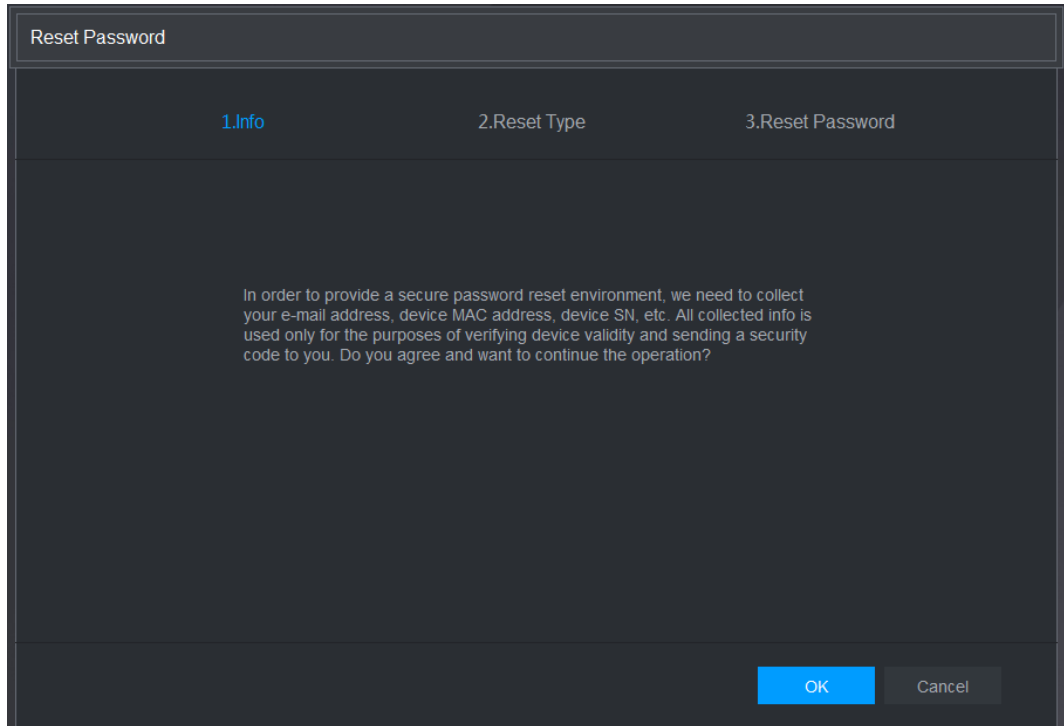 Reset Password
1.Info
2.Reset Type
3.Reset Password
In order to provide a secure password reset environment, we need to collect
your e-mail address, device MAC address, device SN, etc. All collected info is
used only for the purposes of verifying device validity and sending a security
code to you. Do you agree and want to continue the operation?
OK
Cancel